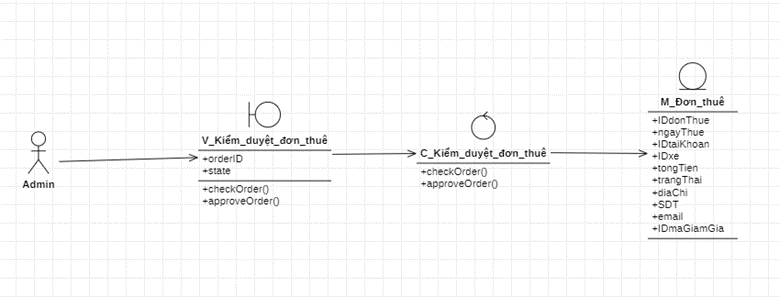 Admin
V_Kiểm_duyệt_đơn_thuê
+orderID
+state
+checkOrder()
+approveOrder()
C_Kiểm_duyệt_đơn_thuê
+checkOrder()
+approveOrder()
M_Đơn_thuê
+IDdonThue
+ngayThue
+IDtaiKhoan
+IDxe
+tongTien
+trangThai
+diaChi
+SDT
+email
+IDmaGiamGia